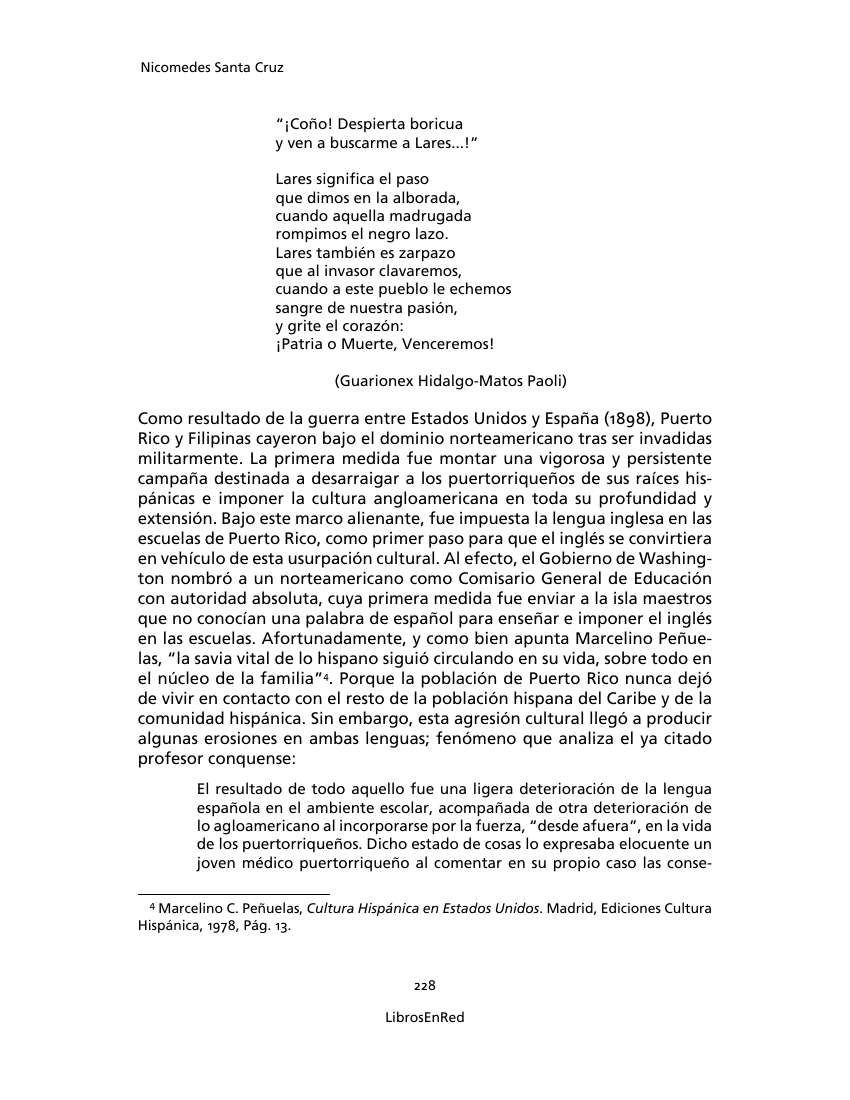 Nicomedes Santa Cruz
“¡Coño! Despierta boricua
y ven a buscarme a Lares...!”
Lares significa el paso
que dimos en la alborada,
cuando aquella madrugada
rompimos el negro lazo.
Lares también es zarpazo
que al invasor clavaremos,
cuando a este pueblo le echemos
sangre de nuestra pasión,
y grite el corazón:
¡Patria o Muerte, Venceremos!
(Guarionex Hidalgo-Matos Paoli)
Como resultado de la guerra entre Estados Unidos y España (1898), Puerto
Rico y Filipinas cayeron bajo el dominio norteamericano tras ser invadidas
militarmente. La primera medida fue montar una vigorosa y persistente
campaña destinada a desarraigar a los puertorriqueños de sus raíces his-
pánicas e imponer la cultura angloamericana en toda su profundidad y
extensión. Bajo este marco alienante, fue impuesta la lengua inglesa en las
escuelas de Puerto Rico, como primer paso para que el inglés se convirtiera
en vehículo de esta usurpación cultural. Al efecto, el Gobierno de Washing-
ton nombró a un norteamericano como Comisario General de Educación
con autoridad absoluta, cuya primera medida fue enviar a la isla maestros
que no conocían una palabra de español para enseñar e imponer el inglés
en las escuelas. Afortunadamente, y como bien apunta Marcelino Peñue-
las, “la savia vital de lo hispano siguió circulando en su vida, sobre todo en
el núcleo de la familia”4. Porque la población de Puerto Rico nunca dejó
de vivir en contacto con el resto de la población hispana del Caribe y de la
comunidad hispánica. Sin embargo, esta agresión cultural llegó a producir
algunas erosiones en ambas lenguas; fenómeno que analiza el ya citado
profesor conquense:
El resultado de todo aquello fue una ligera deterioración de la lengua
española en el ambiente escolar, acompañada de otra deterioración de
lo agloamericano al incorporarse por la fuerza, “desde afuera”, en la vida
de los puertorriqueños. Dicho estado de cosas lo expresaba elocuente un
joven médico puertorriqueño al comentar en su propio caso las conse-
4 Marcelino C. Peñuelas, Cultura Hispánica en Estados Unidos. Madrid, Ediciones Cultura
Hispánica, 1978, Pág. 13.
228
LibrosEnRed